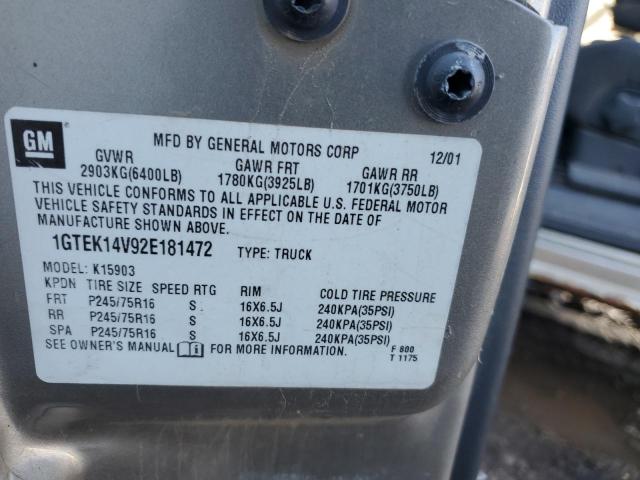 GM
MFD BY GENERAL MOTORS CORP 12/01
GVWR GAWR FRT GAWR RR
2903KG(6400LB) 1780KG(3925LB) 1701KG(3750LB)
THIS VEHICLE CONFORMS TO ALL APPLICABLE U.S. FEDERAL MOTOR
VEHICLE SAFETY STANDARDS IN EFFECT ON THE DATE OF
MANUFACTURE SHOWN ABOVE.
1GTEK14V92E181472 TYPE: TRUCK
MODEL: K15903
KPDN TIRE SIZE SPEED RTG RIM COLD TIRE PRESSURE
FRT P245/75R16 S 16X6.5J 240KPA(35PSI)
RR P245/75R16 S 16X6.5J 240KPA(35PSI)
SPA P245/75R16 S 16X6.5J 240KPA(35PSI)
SEE OWNER'S MANUAL FOR MORE INFORMATION.
F 800
T 1175